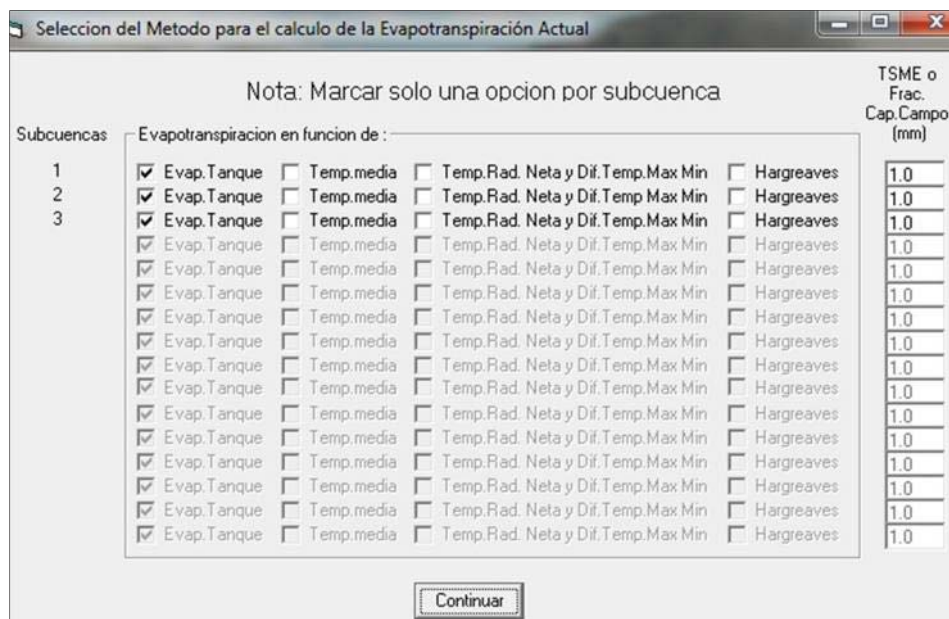 Seleccion del Metodo para el calculo de la Evapotranspiración Actual
Nota: Marcar solo una opcion por subcuenca
TSME o
Frac.
Cap.Campo
(mm)
Subcuencas
Evapotranspiracion en funcion de :
1 Evap.Tanque Temp.media Temp.Rad. Neta y Dif.Temp.Max Min Hargreaves 1.0
2 Evap.Tanque Temp.media Temp.Rad. Neta y Dif.Temp.Max Min Hargreaves 1.0
3 Evap.Tanque Temp.media Temp.Rad. Neta y Dif.Temp.Max Min Hargreaves 1.0
Evap.Tanque Temp.media Temp.Rad. Neta y Dif.Temp.Max Min Hargreaves 1.0
Evap.Tanque Temp.media Temp.Rad. Neta y Dif.Temp.Max Min Hargreaves 1.0
Evap.Tanque Temp.media Temp.Rad. Neta y Dif.Temp.Max Min Hargreaves 1.0
Evap.Tanque Temp.media Temp.Rad. Neta y Dif.Temp.Max Min Hargreaves 1.0
Evap.Tanque Temp.media Temp.Rad. Neta y Dif.Temp.Max Min Hargreaves 1.0
Evap.Tanque Temp.media Temp.Rad. Neta y Dif.Temp.Max Min Hargreaves 1.0
Evap.Tanque Temp.media Temp.Rad. Neta y Dif.Temp.Max Min Hargreaves 1.0
Evap.Tanque Temp.media Temp.Rad. Neta y Dif.Temp.Max Min Hargreaves 1.0
Evap.Tanque Temp.media Temp.Rad. Neta y Dif.Temp.Max Min Hargreaves 1.0
Evap.Tanque Temp.media Temp.Rad. Neta y Dif.Temp.Max Min Hargreaves 1.0
Evap.Tanque Temp.media Temp.Rad. Neta y Dif.Temp.Max Min Hargreaves 1.0
Evap.Tanque Temp.media Temp.Rad. Neta y Dif.Temp.Max Min Hargreaves 1.0
Evap.Tanque Temp.media Temp.Rad. Neta y Dif.Temp.Max Min Hargreaves 1.0
Continuar